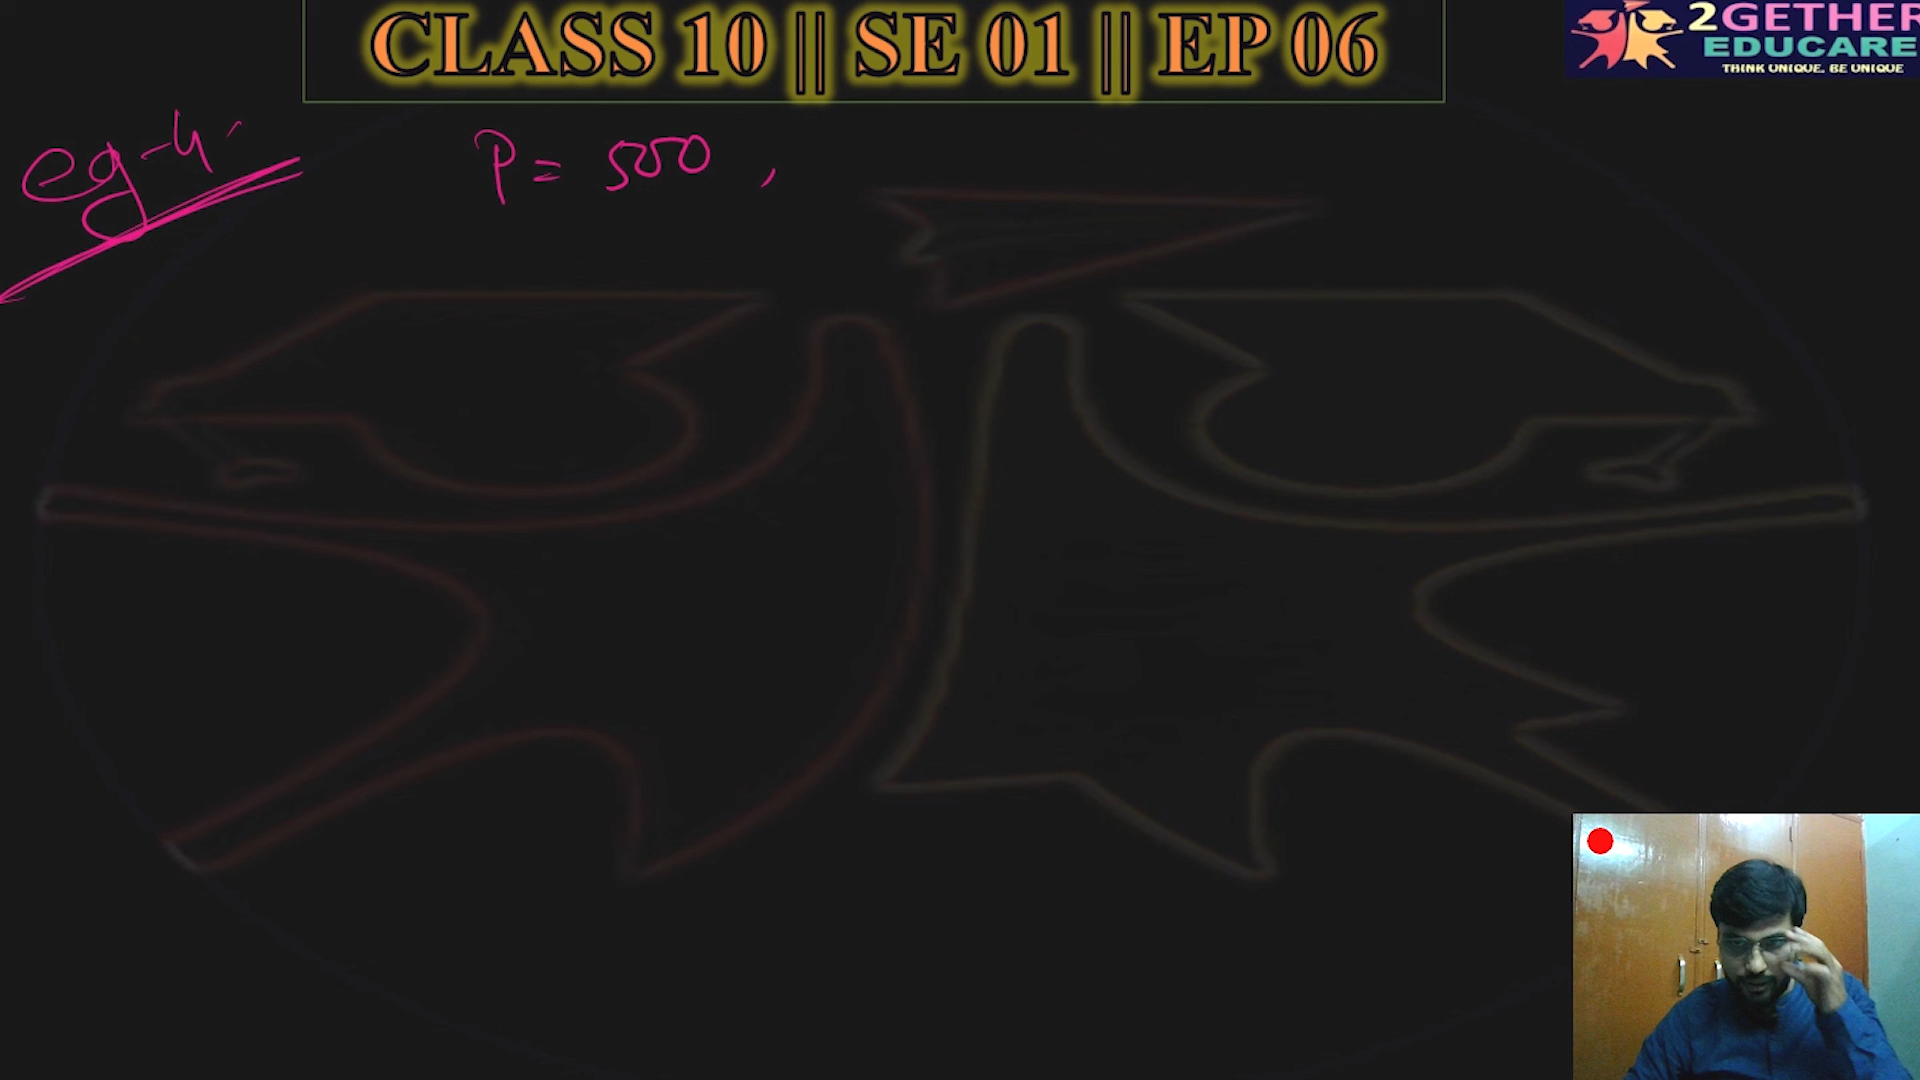 CLASS 10 || SE 01 || EP 06
2GETHER
EDUCARE
THINK UNIQUE. BE UNIQUE
eg-4.
P = 500 ,